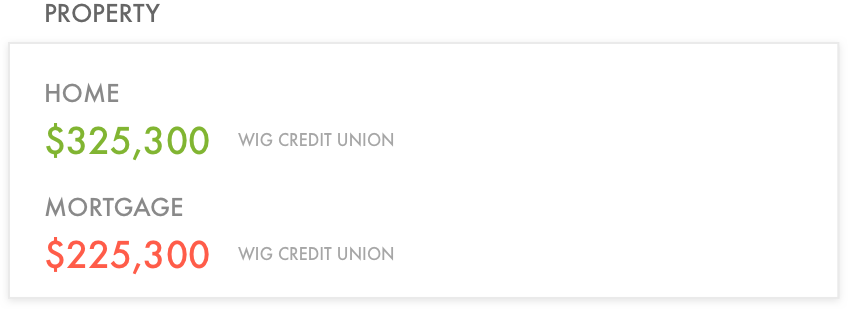 PROPERTY
HOME
$325,300 WIG CREDIT UNION
MORTGAGE
$225,300 WIG CREDIT UNION